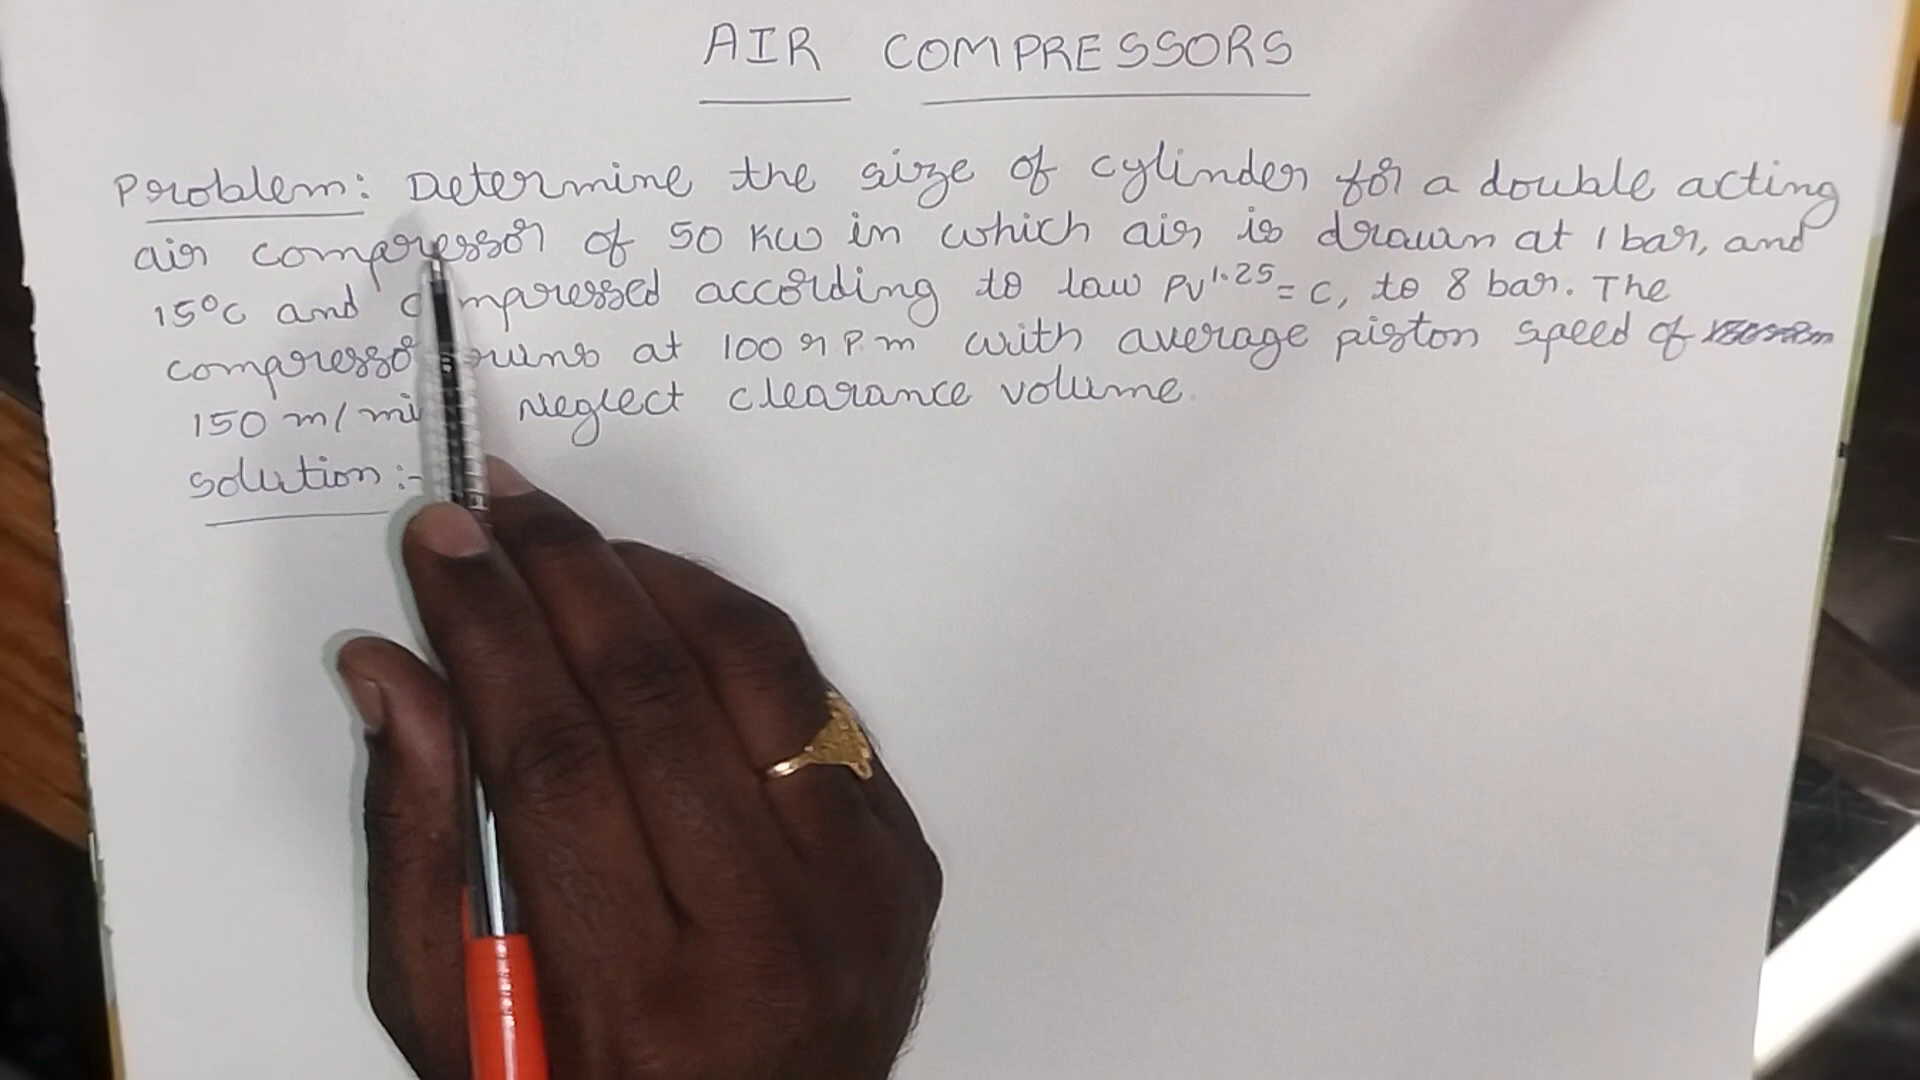 AIR COMPRESSORS
Problem: Determine the size of cylinder for a double acting
air compressor of 50 KW in which air is drawn at 1 bar, and
15°C and compressed according to law PV^1.25 = C, to 8 bar. The
compressor runs at 100 r P m with average piston speed of
150 m/min Neglect clearance volume.
solution :-